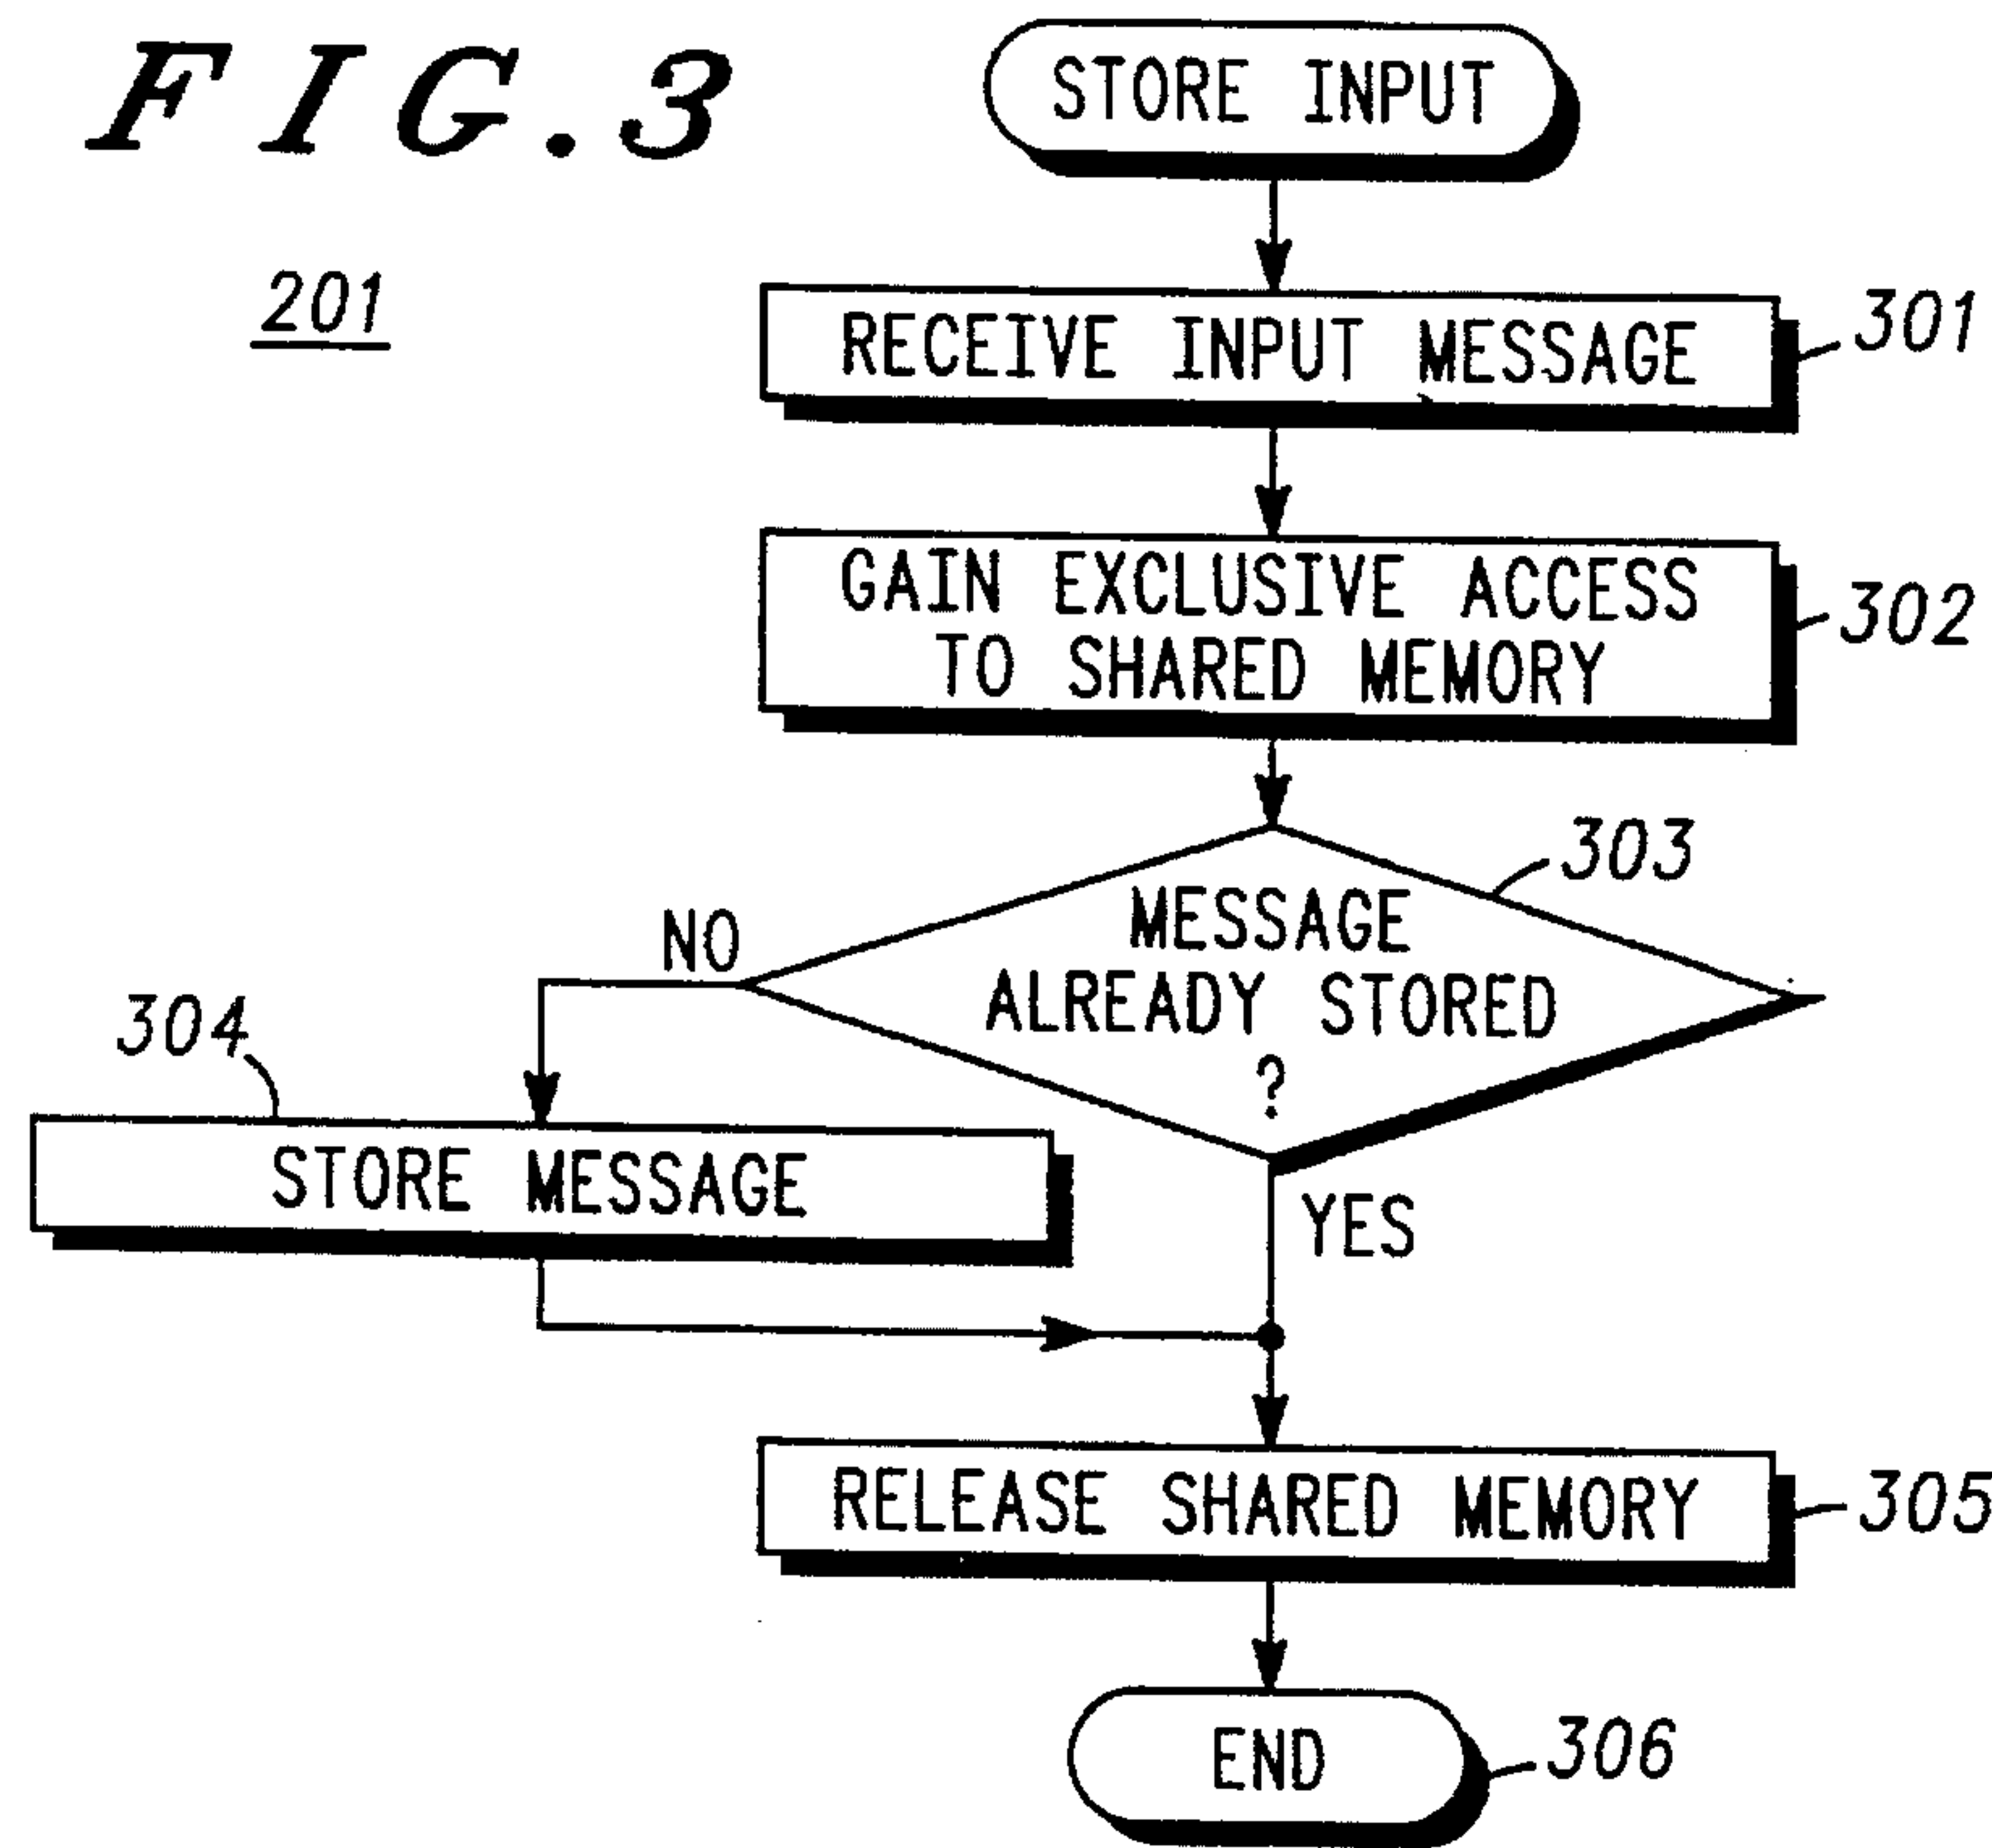 FIG.3
STORE INPUT
201
RECEIVE INPUT MESSAGE
301
GAIN EXCLUSIVE ACCESS
TO SHARED MEMORY
302
303
MESSAGE
ALREADY STORED
?
NO
304
STORE MESSAGE
YES
RELEASE SHARED MEMORY
305
END
306